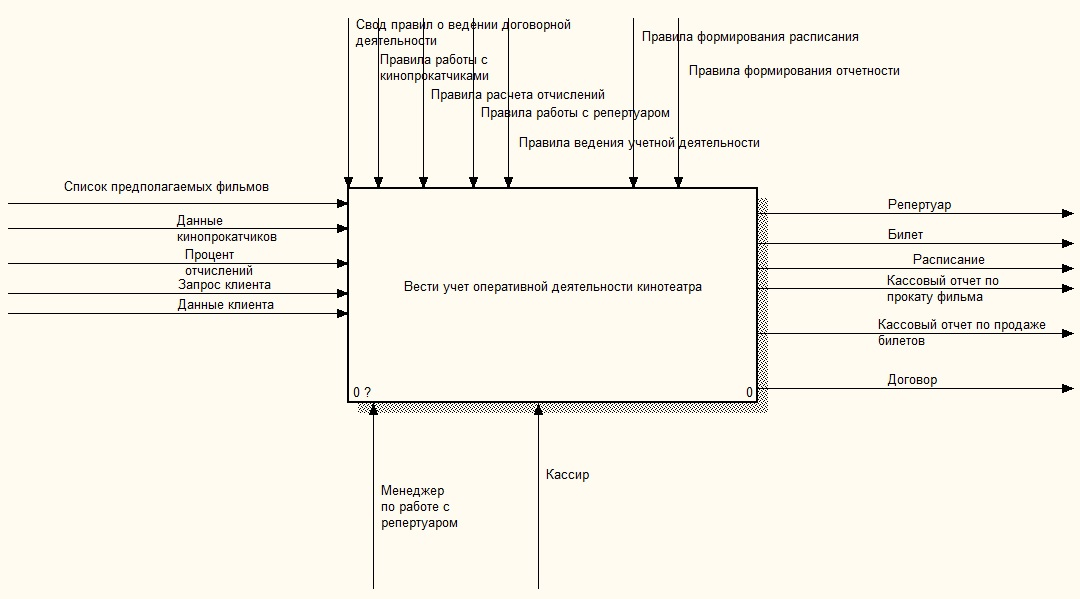 Свод правил о ведении договорной
деятельности
Правила работы с
кинопрокатчиками
Правила расчета отчислений
Правила работы с репертуаром
Правила ведения учетной деятельности
Правила формирования расписания
Правила формирования отчетности
Список предполагаемых фильмов
Данные
кинопрокатчиков
Процент
отчислений
Запрос клиента
Данные клиента
Вести учет оперативной деятельности кинотеатра
0 ?
0
Репертуар
Билет
Расписание
Кассовый отчет по
прокату фильма
Кассовый отчет по продаже
билетов
Договор
Менеджер
по работе с
репертуаром
Кассир